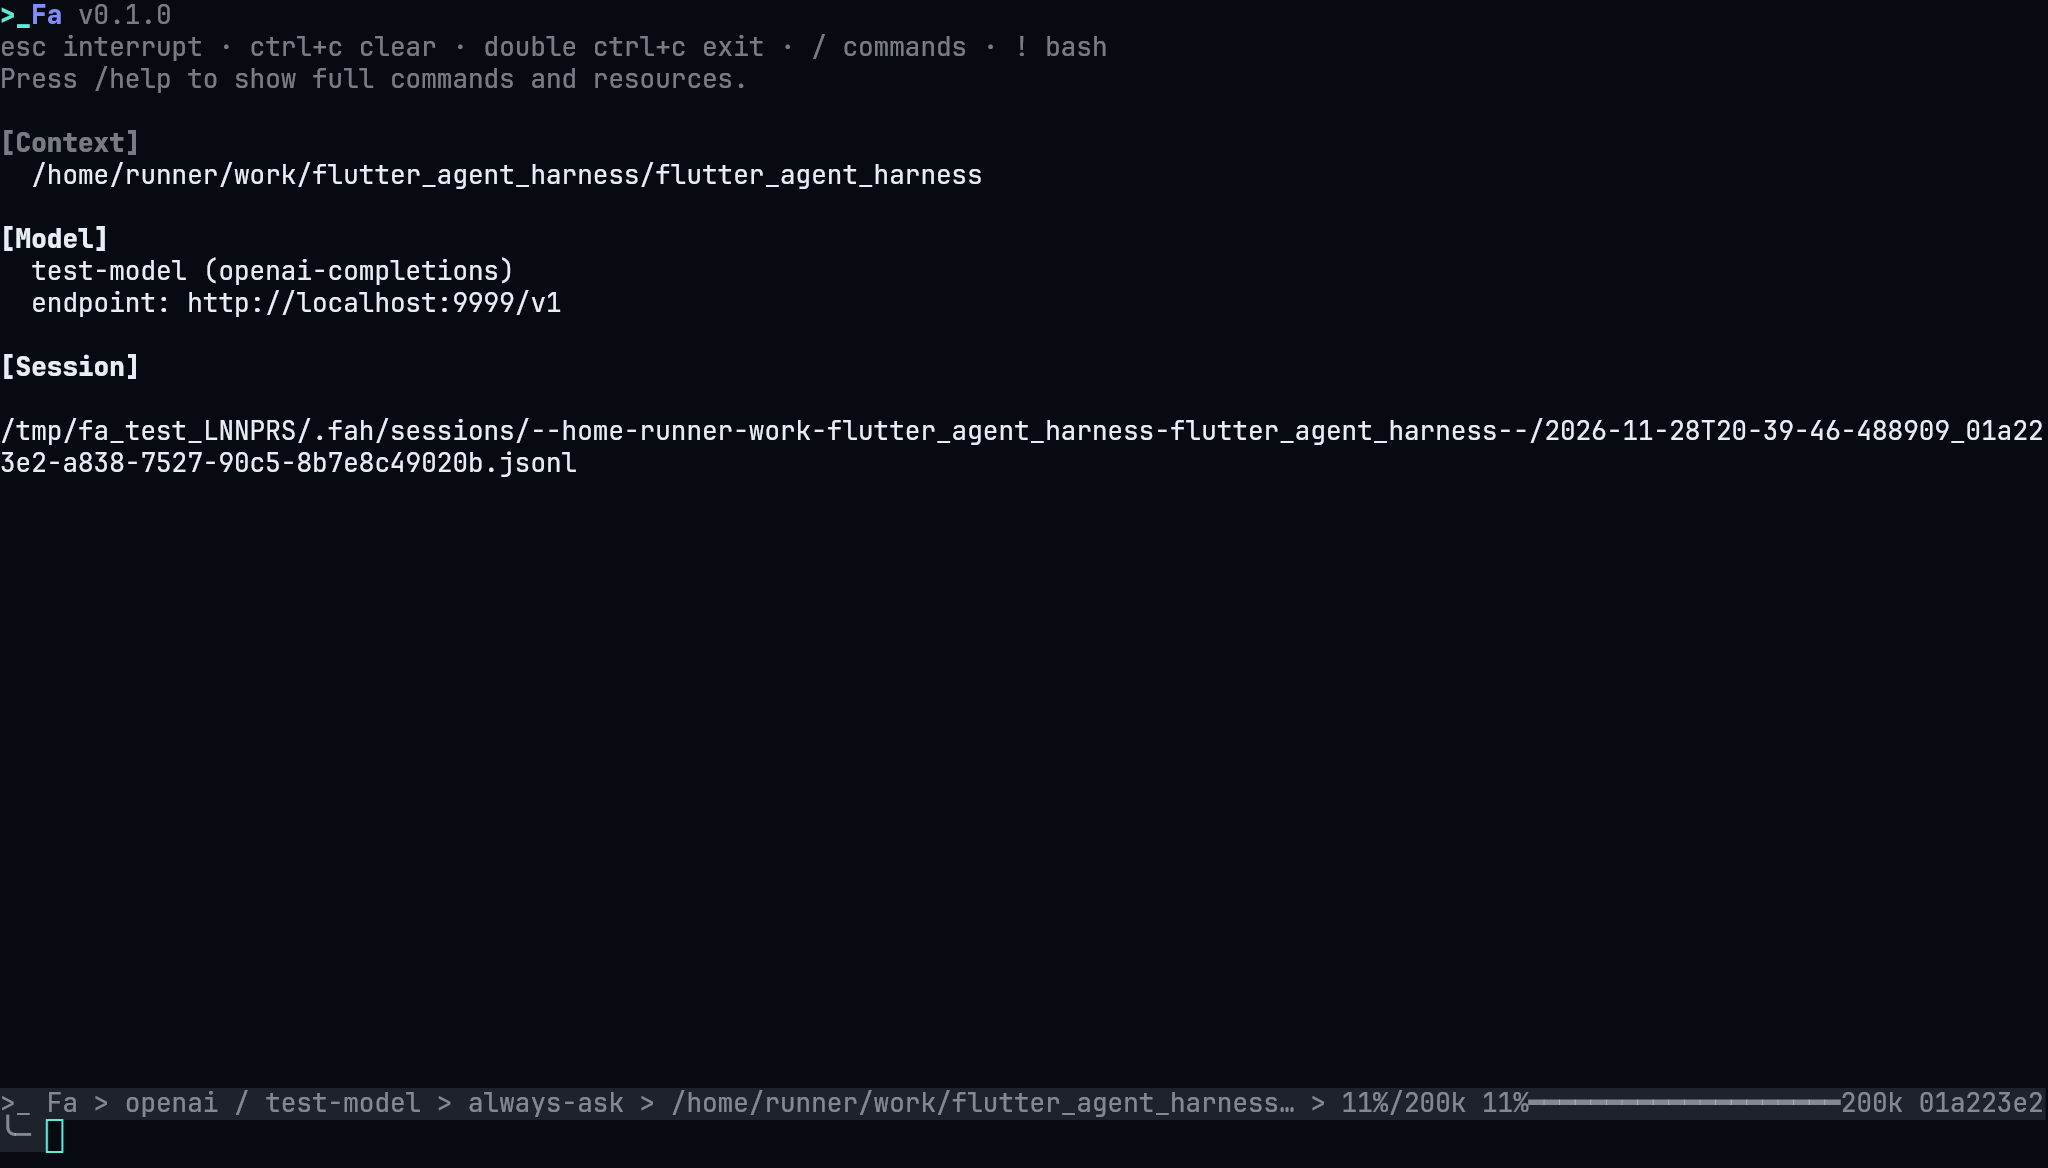 >_Fa v0.1.0
esc interrupt · ctrl+c clear · double ctrl+c exit · / commands · ! bash
Press /help to show full commands and resources.
[Context]
/home/runner/work/flutter_agent_harness/flutter_agent_harness
[Model]
test-model (openai-completions)
endpoint: http://localhost:9999/v1
[Session]
/tmp/fa_test_LNNPRS/.fah/sessions/--home-runner-work-flutter_agent_harness-flutter_agent_harness--/2026-11-28T20-39-46-488909_01a22
3e2-a838-7527-90c5-8b7e8c49020b.jsonl
>_ Fa > openai / test-model > always-ask > /home/runner/work/flutter_agent_harness… > 11%/200k 11%━━━━━━━━━━━━━━━━━━━━200k 01a223e2
╰─